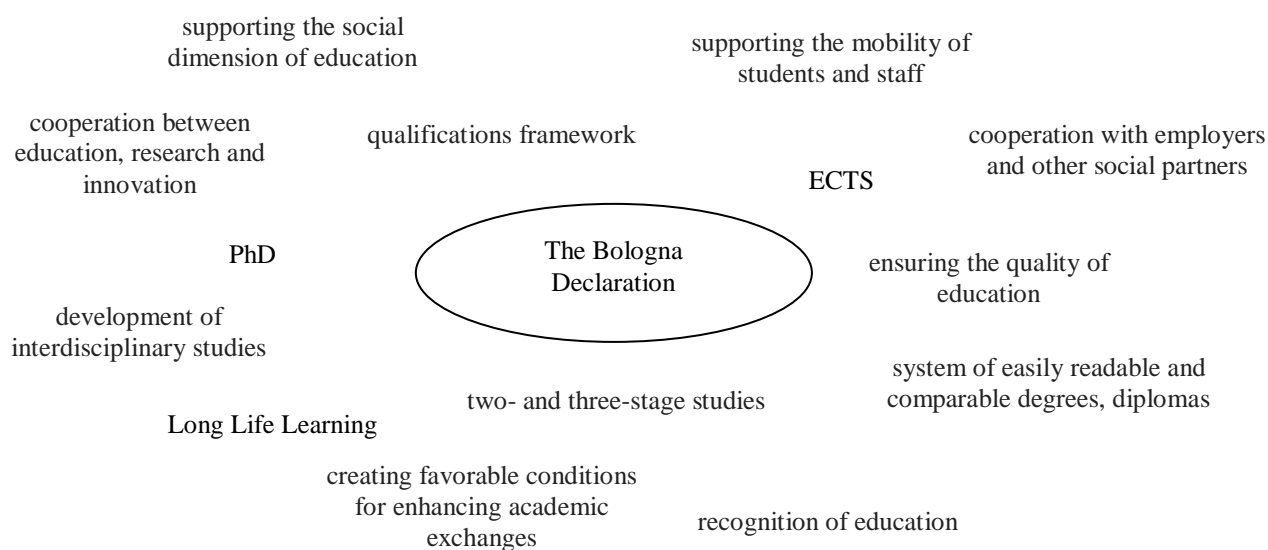 supporting the social
dimension of education
supporting the mobility of
students and staff
cooperation between
education, research and
innovation
qualifications framework
cooperation with employers
and other social partners
ECTS
PhD
The Bologna
Declaration
ensuring the quality of
education
development of
interdisciplinary studies
system of easily readable and
comparable degrees, diplomas
two- and three-stage studies
Long Life Learning
creating favorable conditions
for enhancing academic
exchanges
recognition of education